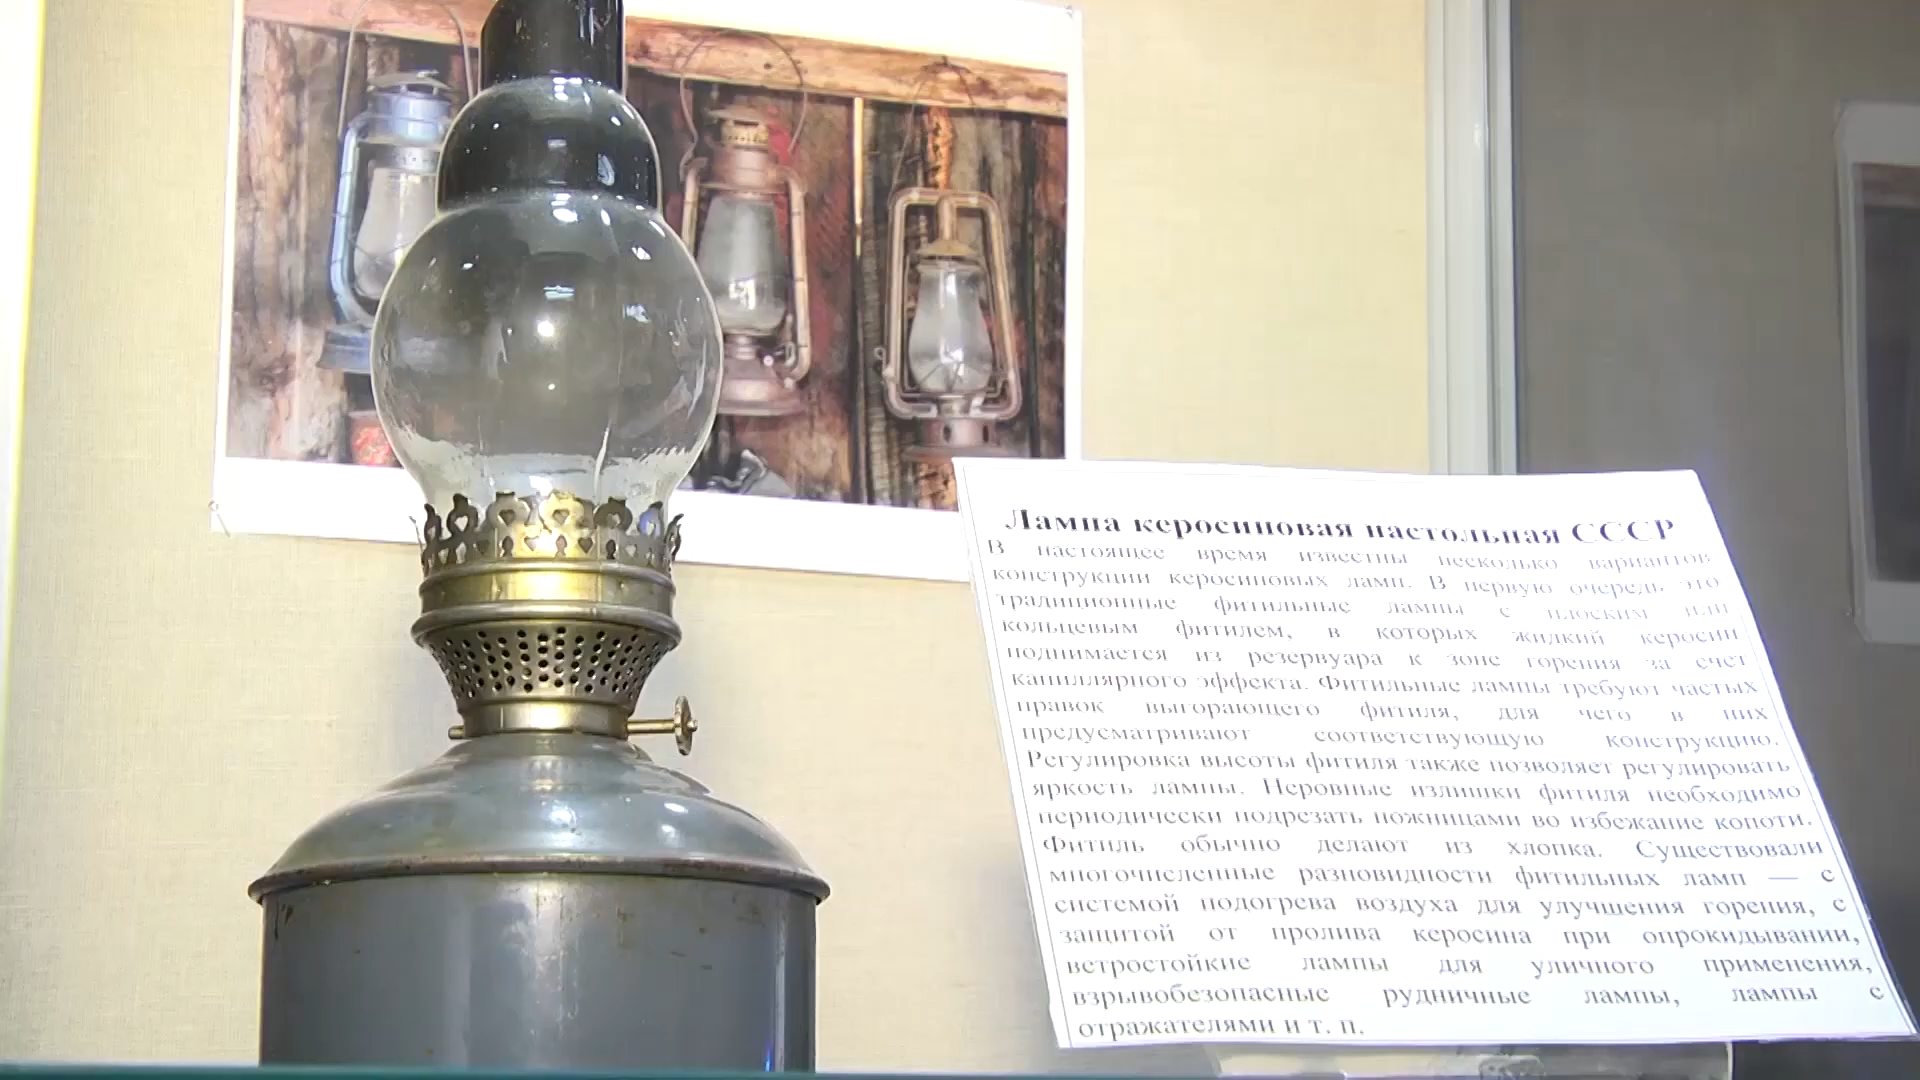 Лампа керосиновая настольная СССР
В настоящее время известны несколько вариантов
конструкции керосиновых ламп. В первую очередь это
традиционные фитильные лампы с плоским или
кольцевым фитилем, в которых жидкий керосин
поднимается из резервуара к зоне горения за счет
капиллярного эффекта. Фитильные лампы требуют частых
правок выгорающего фитиля, для чего в них
предусматривают соответствующую конструкцию.
Регулировка высоты фитиля также позволяет регулировать
яркость лампы. Неровные излишки фитиля необходимо
периодически подрезать ножницами во избежание копоти.
Фитиль обычно делают из хлопка. Существовали
многочисленные разновидности фитильных ламп — с
системой подогрева воздуха для улучшения горения, с
защитой от пролива керосина при опрокидывании,
ветростойкие лампы для уличного применения,
взрывобезопасные рудничные лампы, лампы с
отражателями и т. п.